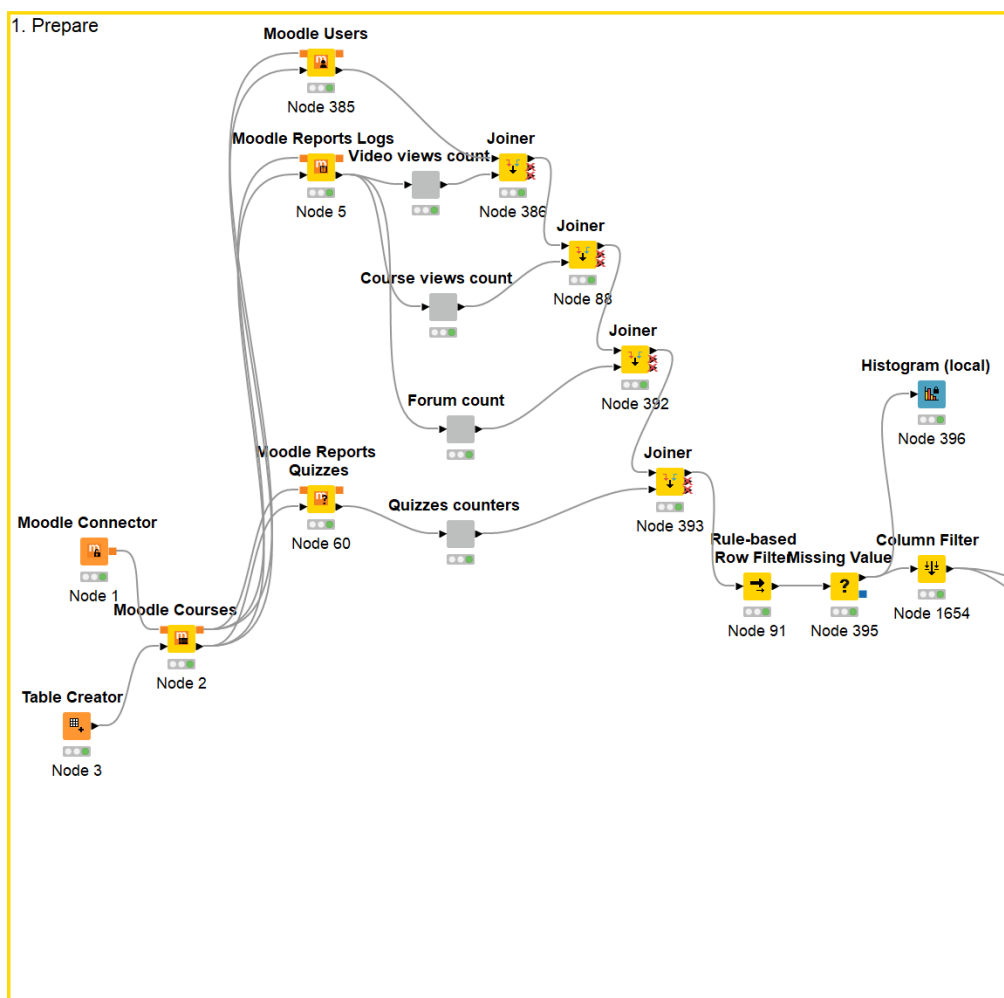 1. Prepare
Moodle Users
Node 385
Moodle Reports Logs
Node 5
Video views count
Joiner
Node 386
Joiner
Node 88
Course views count
Joiner
Node 392
Forum count
Histogram (local)
Node 396
Moodle Reports
Quizzes
Node 60
Quizzes counters
Joiner
Node 393
Moodle Connector
Node 1
Moodle Courses
Node 2
Table Creator
Node 3
Rule-based
Row Filter
Node 91
Missing Value
Node 395
Column Filter
Node 1654